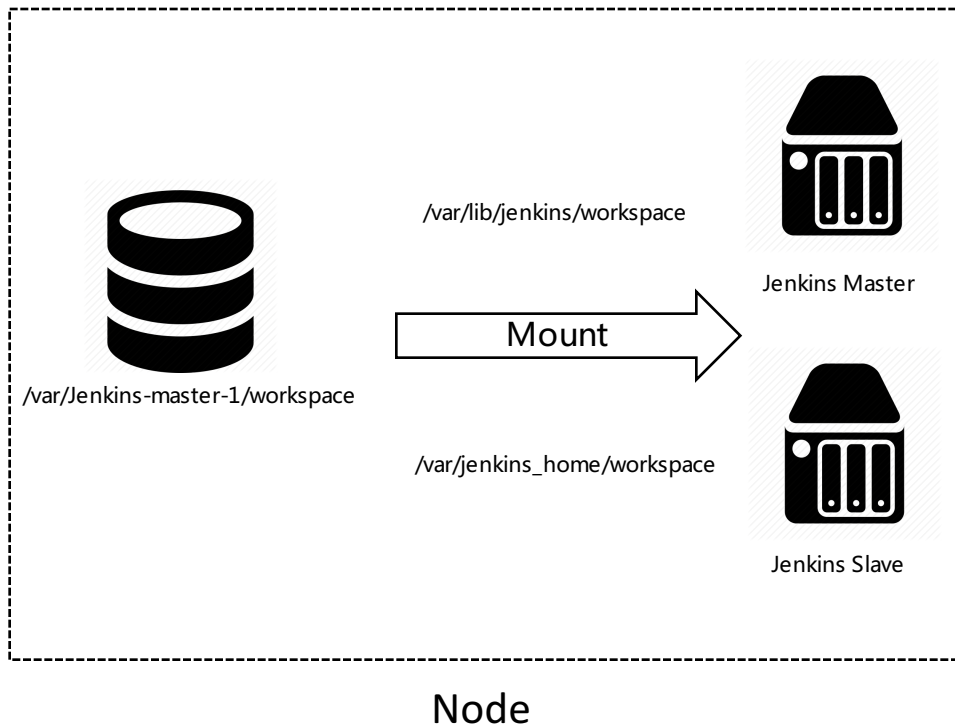 /var/lib/jenkins/workspace
Jenkins Master
Mount
/var/Jenkins-master-1/workspace
/var/jenkins_home/workspace
Jenkins Slave
Node